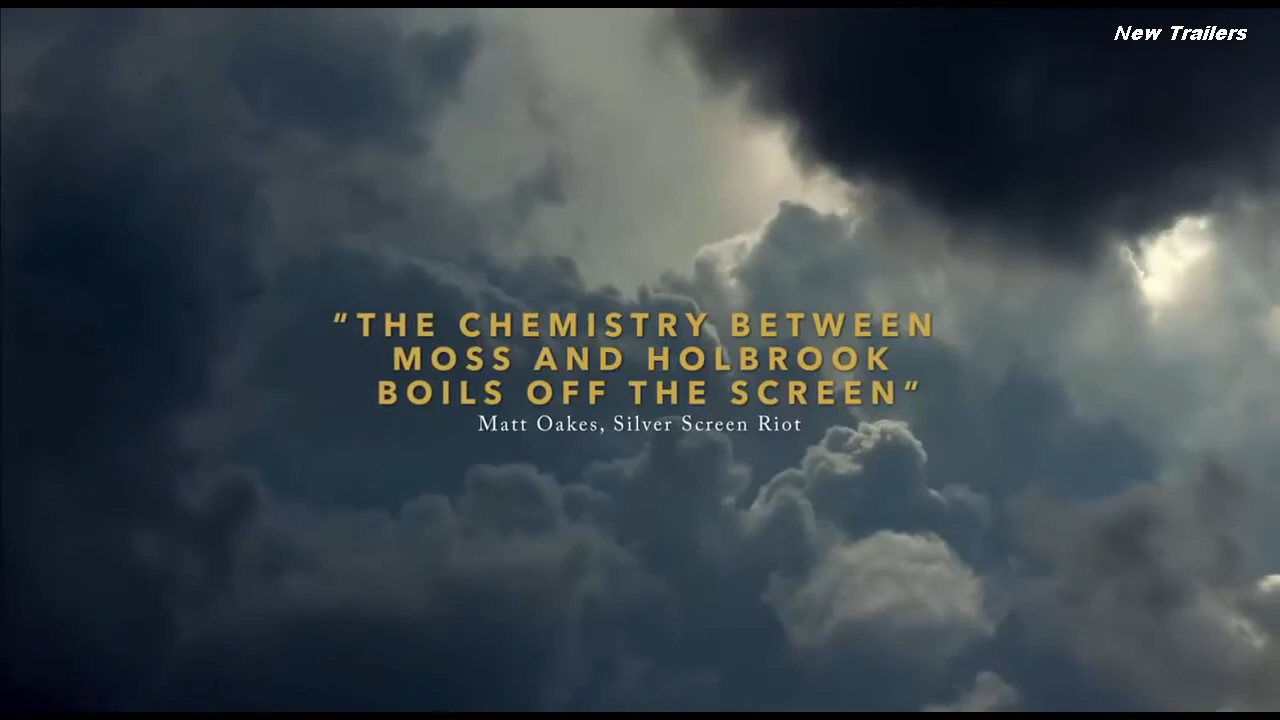 New Trailers
“THE CHEMISTRY BETWEEN
MOSS AND HOLBROOK
BOILS OFF THE SCREEN”
Matt Oakes, Silver Screen Riot